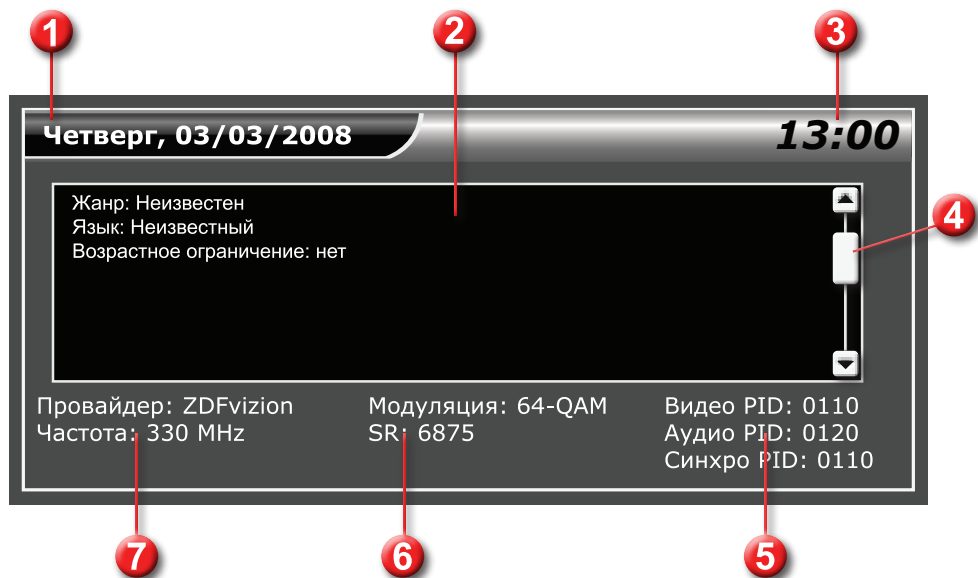 1 2 3
Четверг, 03/03/2008 13:00
Жанр: Неизвестен
Язык: Неизвестный
Возрастное ограничение: нет
4
Провайдер: ZDFvizion Модуляция: 64-QAM Видео PID: 0110
Частота: 330 MHz SR: 6875 Аудио PID: 0120
Синхро PID: 0110
7 6 5